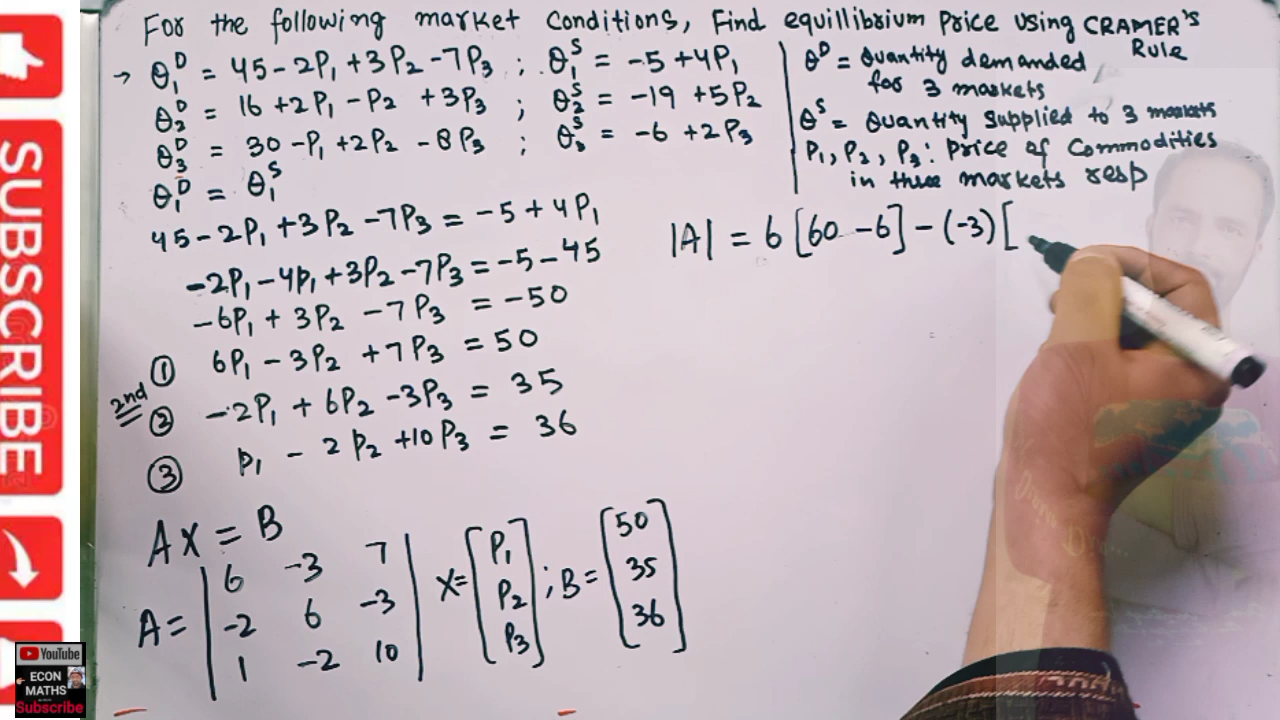 For the following market conditions, Find equillibrium Price using CRAMER's Rule
→ Q₁ᴰ = 45-2P₁+3P₂-7P₃ ; Q₁ˢ = -5+4P₁
Q₂ᴰ = 16+2P₁-P₂+3P₃ ; Q₂ˢ = -19+5P₂
Q₃ᴰ = 30-P₁+2P₂-8P₃ ; Q₃ˢ = -6+2P₃
Qᴰ = Quantity demanded
for 3 markets
Qˢ = Quantity supplied to 3 markets
P₁, P₂, P₃ : Price of Commodities
in three markets resp
Q₁ᴰ = Q₁ˢ
45-2P₁+3P₂-7P₃ = -5+4P₁
-2P₁-4P₁+3P₂-7P₃ = -5-45
-6P₁+3P₂-7P₃ = -50
① 6P₁-3P₂+7P₃ = 50
2nd ② -2P₁+6P₂-3P₃ = 35
③ P₁-2P₂+10P₃ = 36
AX = B
A = | 6 -3 7 |
| -2 6 -3 |
| 1 -2 10 |
X = [P₁ P₂ P₃] ; B = [50 35 36]
|A| = 6[60-6]-(-3)[
SUBSCRIBE
YouTube
ECON
MATHS
Subscribe